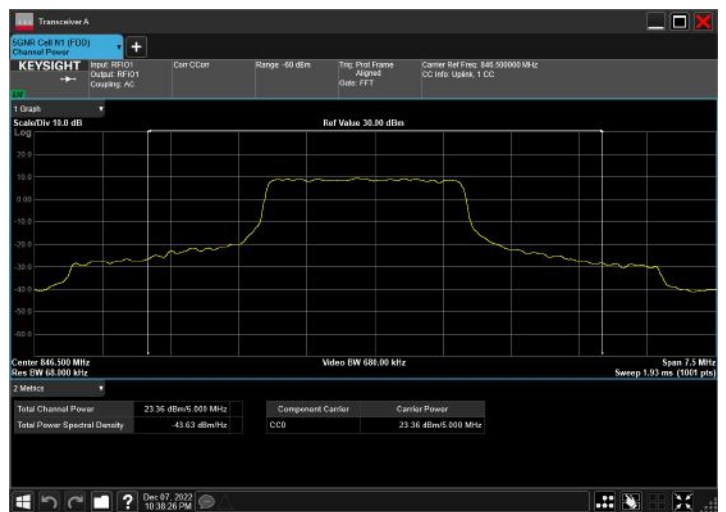 Transceiver A
5GNR Cell N1 (FDD)
Channel Power
KEYSIGHT
Input: RFIO1
Output: RFIO1
Coupling: AC
Corr CCorr
Range: -60 dBm
Trig: Prot Frame
Aligned
Gate: FFT
Carrier Ref Freq: 846.500000 MHz
CC Info: Uplink, 1 CC
1 Graph
Scale/Div 10.0 dB
Ref Value 30.00 dBm
Log
20.0
10.0
0.00
-10.0
-20.0
-30.0
-40.0
-50.0
-60.0
Center 846.500 MHz
Video BW 680.00 kHz
Span 7.5 MHz
Res BW 68.000 kHz
Sweep 1.93 ms (1001 pts)
2 Metrics
Total Channel Power 23.36 dBm/5.000 MHz
Total Power Spectral Density -43.63 dBm/Hz
Component Carrier Carrier Power
CC0 23.36 dBm/5.000 MHz
Dec 07, 2022
10:38:26 PM